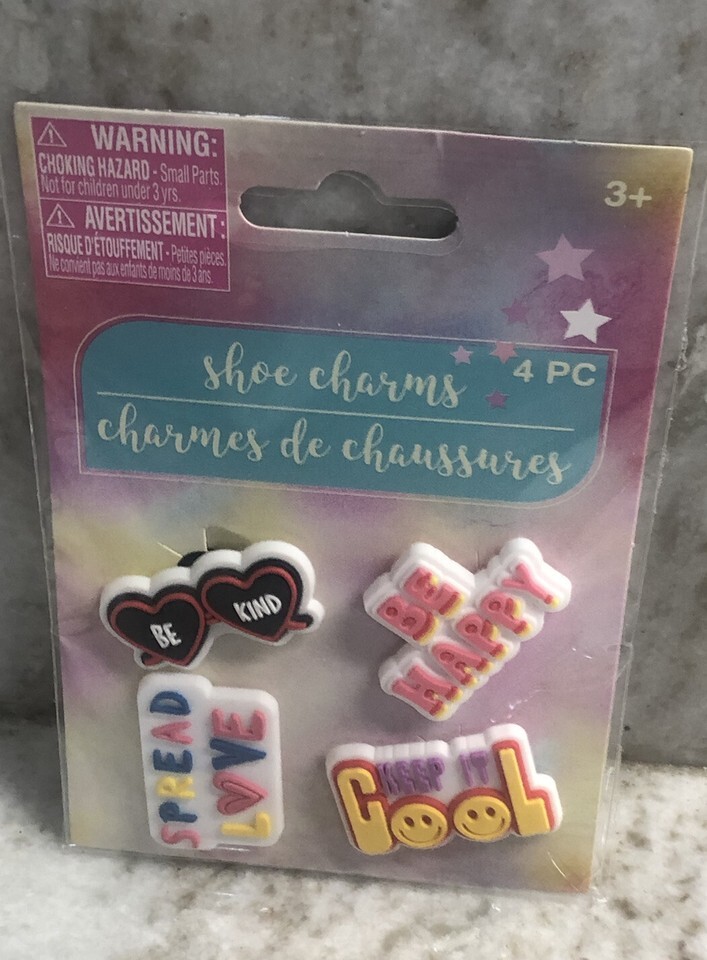 WARNING:
CHOKING HAZARD - Small Parts.
Not for children under 3 yrs.
AVERTISSEMENT :
RISQUE D'ÉTOUFFEMENT - Petites pièces.
Ne convient pas aux enfants de moins de 3 ans.
3+
4 PC
shoe charms
charmes de chaussures
BE KIND
BE
HAPPY
SPREAD
LOVE
KEEP IT
COOL